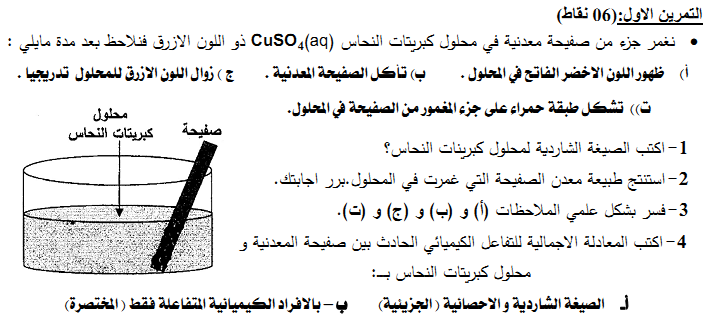 التمرين الاول:(06 نقاط)
• نغمر جزء من صفيحة معدنية في محلول كبريتات النحاس CuSO₄(aq) ذو اللون الازرق فنلاحظ بعد مدة مايلي :
أ) ظهور اللون الاخضر الفاتح في المحلول . ب) تأكل الصفيحة المعدنية . ج ) زوال اللون الازرق للمحلول تدريجيا .
ت)) تشكل طبقة حمراء على جزء المغمور من الصفيحة في المحلول.
محلول
كبريتات النحاس
صفيحة
1- اكتب الصيغة الشاردية لمحلول كبريتات النحاس؟
2- استنتج طبيعة معدن الصفيحة التي غمرت في المحلول.برر اجابتك.
3- فسر بشكل علمي الملاحظات (أ) و (ب) و (ج) و (ت).
4- اكتب المعادلة الاجمالية للتفاعل الكيميائي الحادث بين صفيحة المعدنية و
محلول كبريتات النحاس بــ:
أ- الصيغة الشاردية و الاحصائية ( الجزيئية) ب- بالافراد الكيميائية المتفاعلة فقط ( المختصرة)